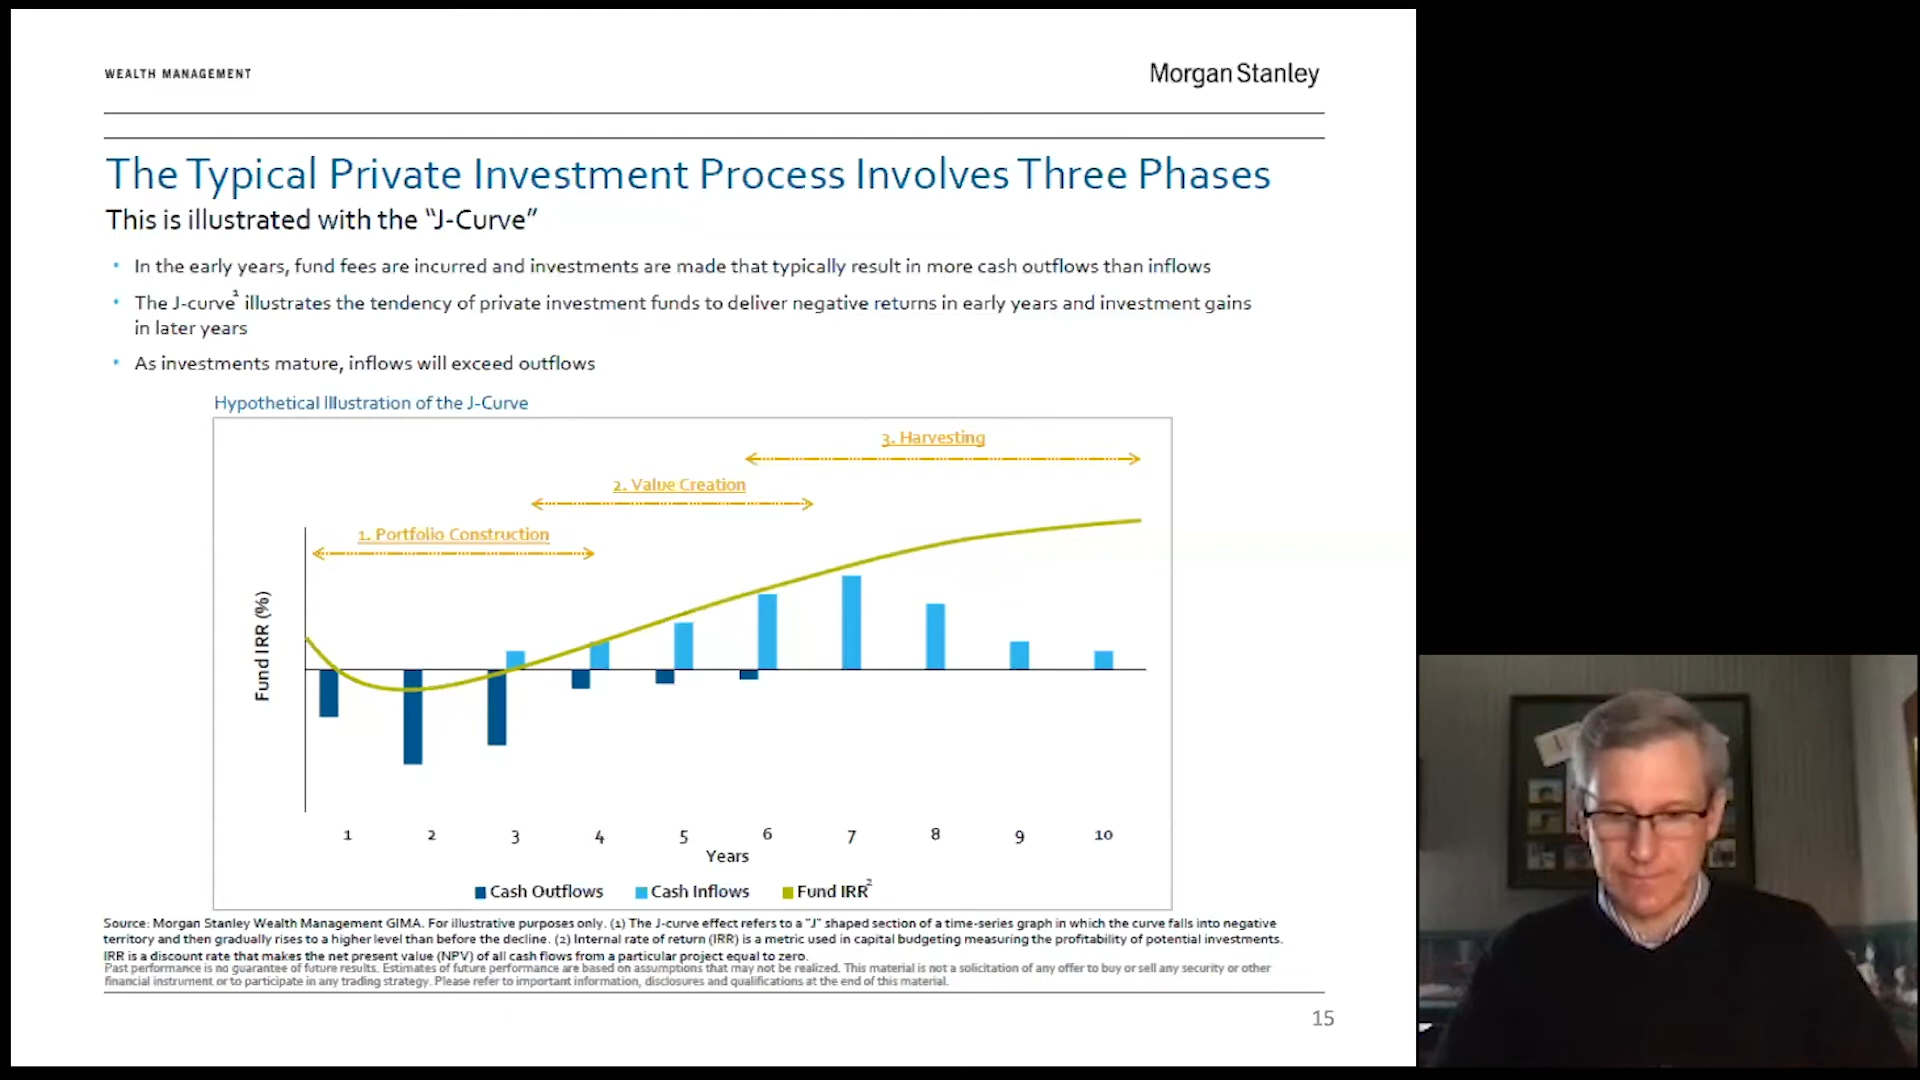 WEALTH MANAGEMENT
Morgan Stanley
The Typical Private Investment Process Involves Three Phases
This is illustrated with the “J-Curve”
• In the early years, fund fees are incurred and investments are made that typically result in more cash outflows than inflows
• The J-curve¹ illustrates the tendency of private investment funds to deliver negative returns in early years and investment gains
in later years
• As investments mature, inflows will exceed outflows
Hypothetical Illustration of the J-Curve
3. Harvesting
2. Value Creation
1. Portfolio Construction
Fund IRR (%)
1 2 3 4 5 6 7 8 9 10
Years
Cash Outflows Cash Inflows Fund IRR²
Source: Morgan Stanley Wealth Management GIMA. For illustrative purposes only. (1) The J-curve effect refers to a "J" shaped section of a time-series graph in which the curve falls into negative
territory and then gradually rises to a higher level than before the decline. (2) Internal rate of return (IRR) is a metric used in capital budgeting measuring the profitability of potential investments.
IRR is a discount rate that makes the net present value (NPV) of all cash flows from a particular project equal to zero.
Past performance is no guarantee of future results. Estimates of future performance are based on assumptions that may not be realized. This material is not a solicitation of any offer to buy or sell any security or other
financial instrument or to participate in any trading strategy. Please refer to important information, disclosures and qualifications at the end of this material.
15